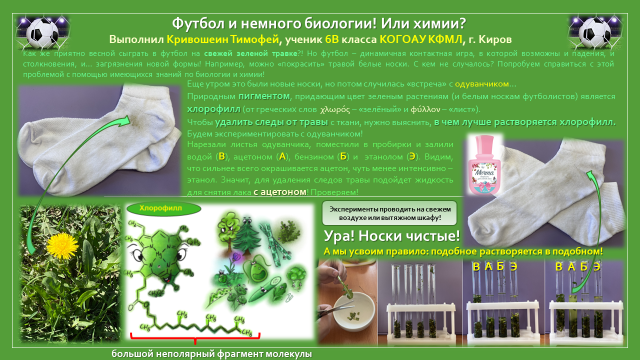 Футбол и немного биологии! Или химии?
Выполнил Кривошеин Тимофей, ученик 6В класса КОГОАУ КФМЛ, г. Киров
Как же приятно весной сыграть в футбол на свежей зеленой травке?! Но футбол – динамичная контактная игра, в которой возможны и падения, и
столкновения, и... загрязнения новой формы! Например, можно «покрасить» травой белые носки. С кем не случалось? Попробуем справиться с этой
проблемой с помощью имеющихся знаний по биологии и химии!
Еще утром это были новые носки, но потом случилась «встреча» с одуванчиком...
Природным пигментом, придающим цвет зеленым растениям (и белым носкам футболистов) является
хлорофилл (от греческих слов χλωρός – «зелёный» и φύλλον – «лист»).
Чтобы удалить следы от травы с ткани, нужно выяснить, в чем лучше растворяется хлорофилл.
Будем экспериментировать с одуванчиком!
Нарезали листья одуванчика, поместили в пробирки и залили
водой (В), ацетоном (А), бензином (Б) и этанолом (Э). Видим,
что сильнее всего окрашивается ацетон, чуть менее интенсивно –
этанол. Значит, для удаления следов травы подойдет жидкость
для снятия лака с ацетоном! Проверяем!
Хлорофилл
Эксперименты проводить на свежем
воздухе или вытяжном шкафу!
Ура! Носки чистые!
А мы усвоим правило: подобное растворяется в подобном!
В А Б Э
В А Б Э
большой неполярный фрагмент молекулы